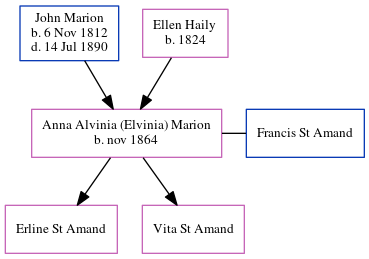 John Marion
b. 6 Nov 1812
d. 14 Jul 1890
Ellen Haily
b. 1824
Anna Alvinia (Elvinia) Marion
b. nov 1864
Francis St Amand
Erline St Amand
Vita St Amand